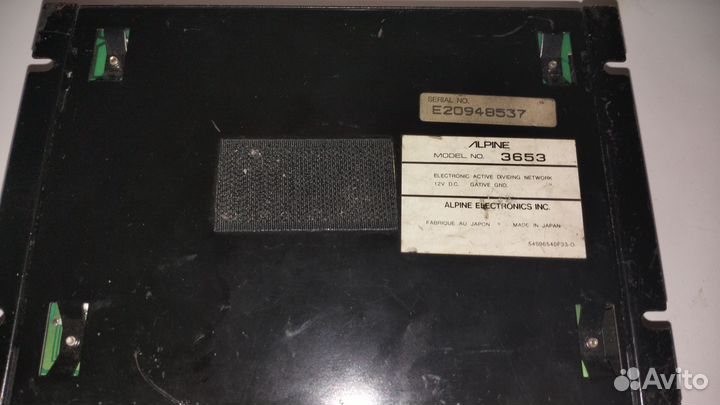 SERIAL NO.
E20948537
ALPINE
MODEL NO. 3653
ELECTRONIC ACTIVE DIVIDING NETWORK
12V D.C. GATIVE GND.
ALPINE ELECTRONICS INC.
FABRIQUE AU JAPON • MADE IN JAPAN
Avito